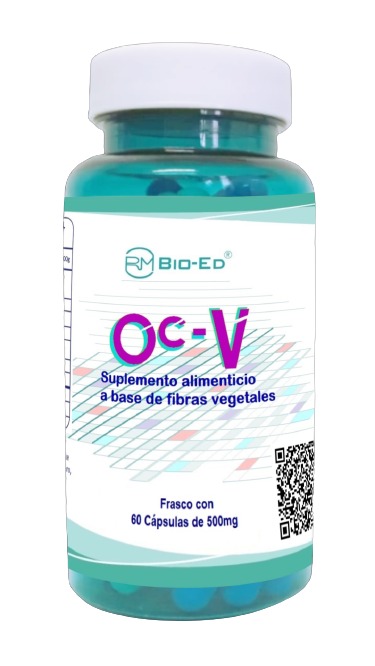 RM BIO-ED®
OC-V
Suplemento alimenticio
a base de fibras vegetales
Frasco con
60 Cápsulas de 500mg